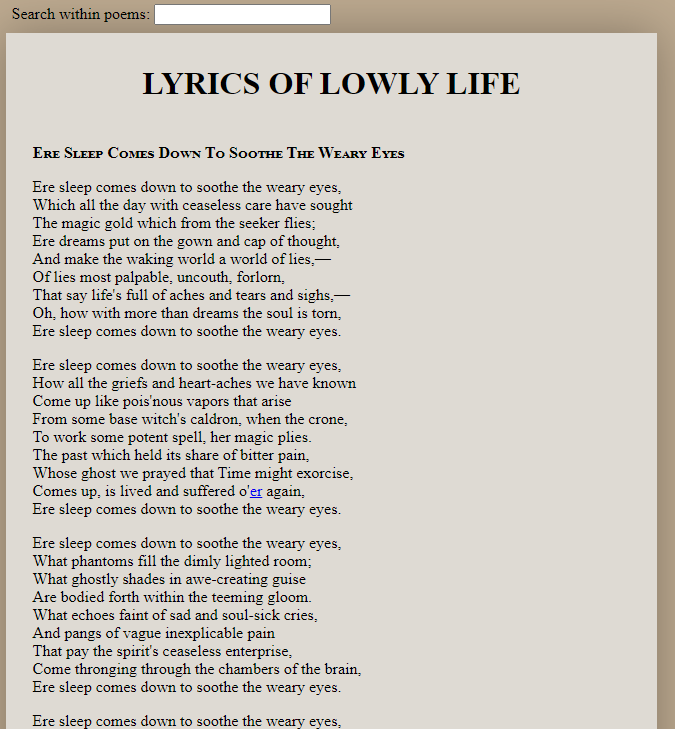 Search within poems:
LYRICS OF LOWLY LIFE
Ere Sleep Comes Down To Soothe The Weary Eyes
Ere sleep comes down to soothe the weary eyes,
Which all the day with ceaseless care have sought
The magic gold which from the seeker flies;
Ere dreams put on the gown and cap of thought,
And make the waking world a world of lies,—
Of lies most palpable, uncouth, forlorn,
That say life's full of aches and tears and sighs,—
Oh, how with more than dreams the soul is torn,
Ere sleep comes down to soothe the weary eyes.
Ere sleep comes down to soothe the weary eyes,
How all the griefs and heart-aches we have known
Come up like pois'nous vapors that arise
From some base witch's caldron, when the crone,
To work some potent spell, her magic plies.
The past which held its share of bitter pain,
Whose ghost we prayed that Time might exorcise,
Comes up, is lived and suffered o'er again,
Ere sleep comes down to soothe the weary eyes.
Ere sleep comes down to soothe the weary eyes,
What phantoms fill the dimly lighted room;
What ghostly shades in awe-creating guise
Are bodied forth within the teeming gloom.
What echoes faint of sad and soul-sick cries,
And pangs of vague inexplicable pain
That pay the spirit's ceaseless enterprise,
Come thronging through the chambers of the brain,
Ere sleep comes down to soothe the weary eyes.
Ere sleep comes down to soothe the weary eyes,